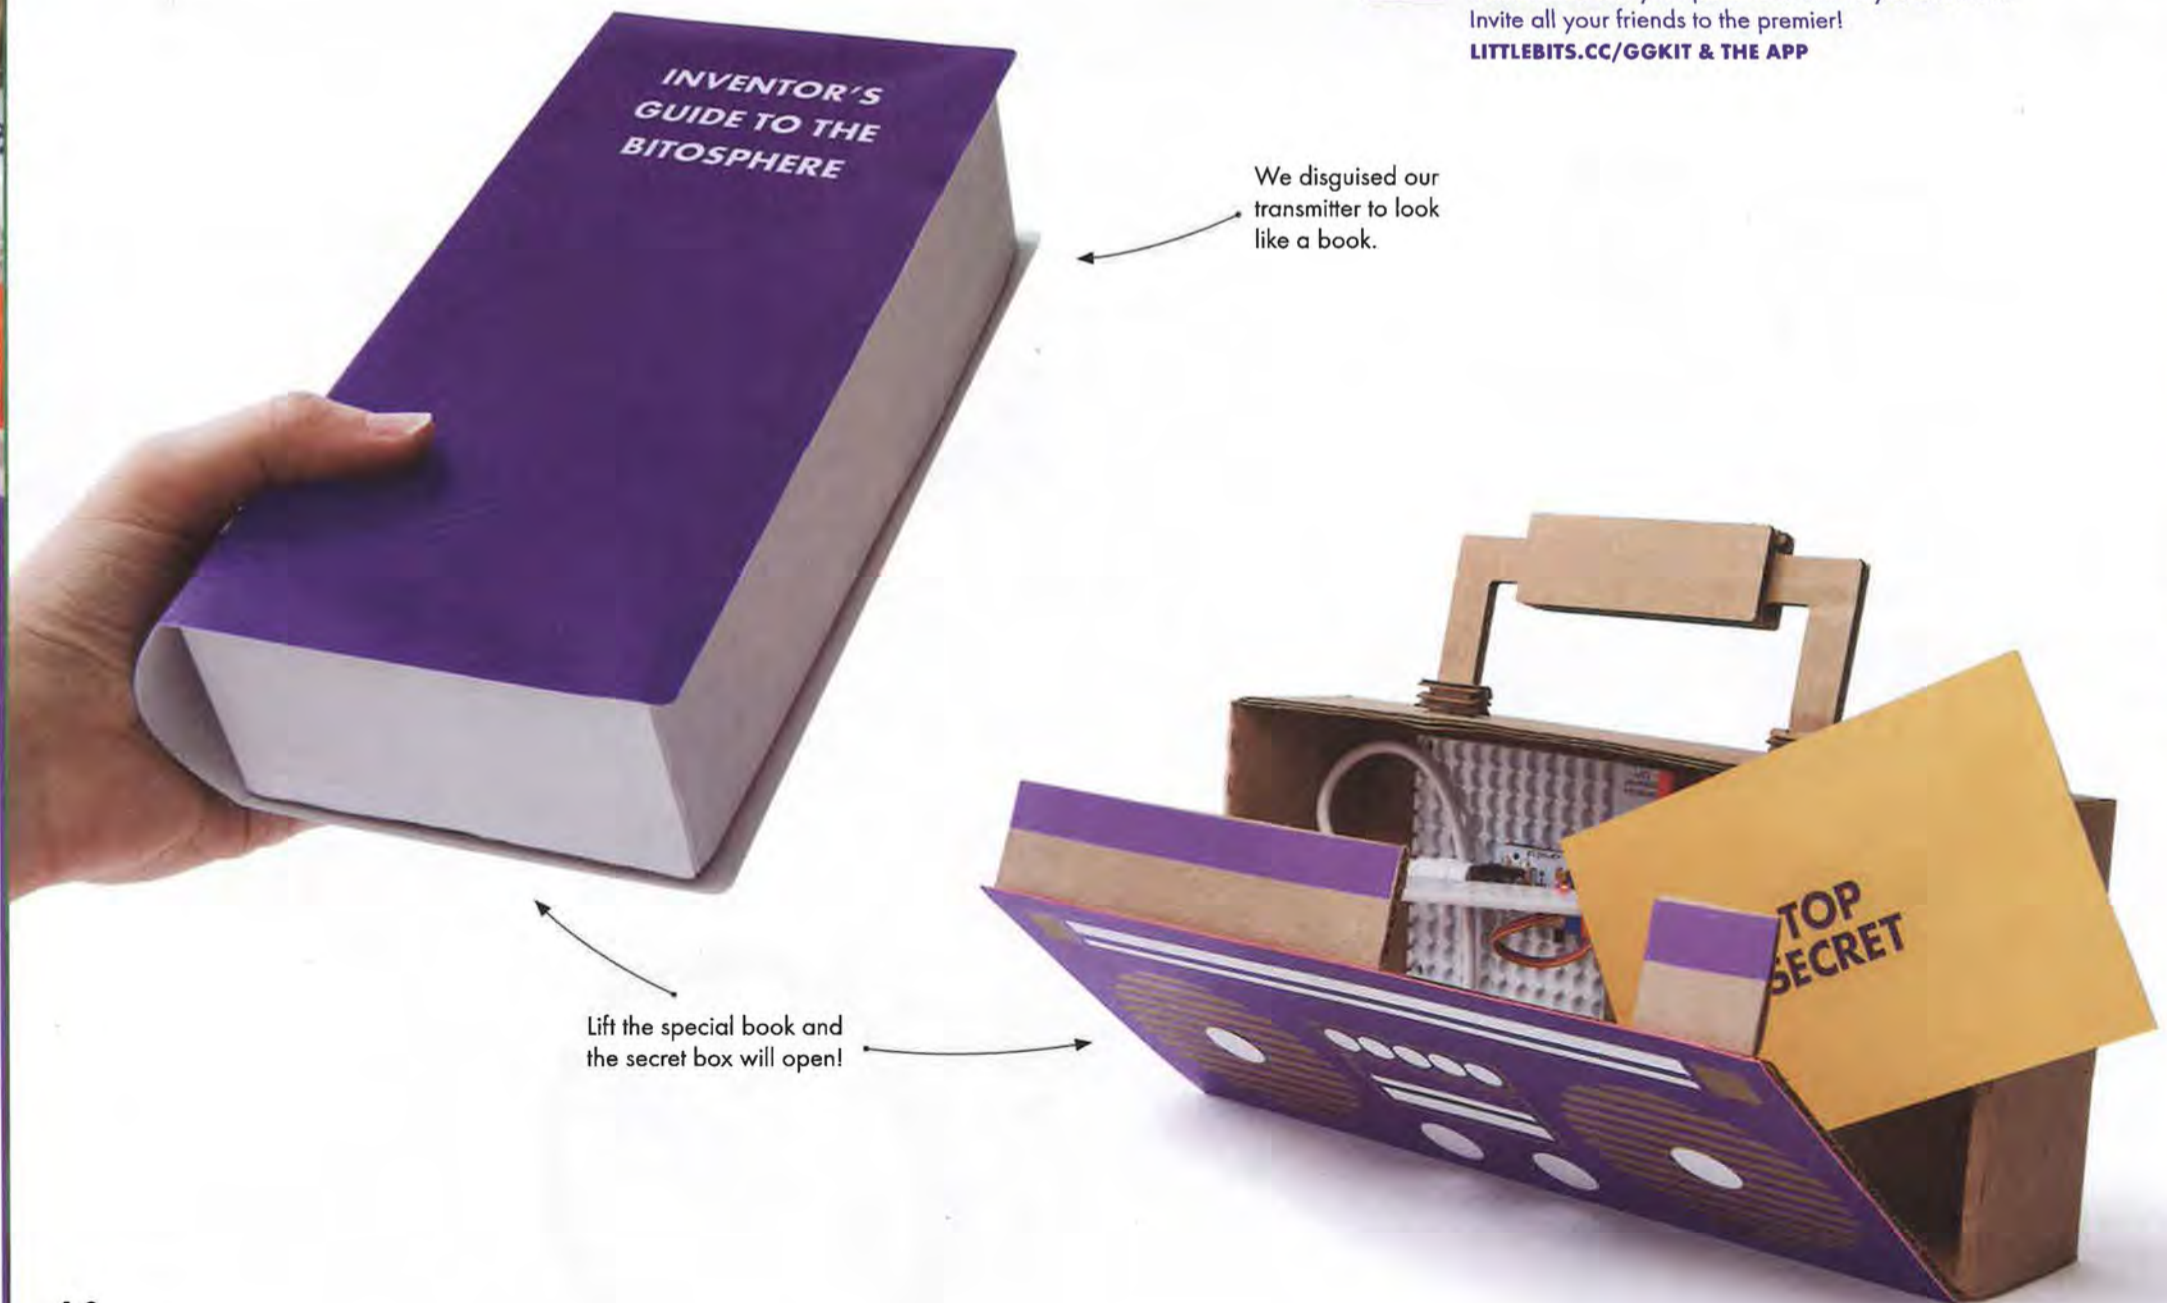 Invite all your friends to the premier!
LITTLEBITS.CC/GGKIT & THE APP
INVENTOR'S
GUIDE TO THE
BITOSPHERE
We disguised our
transmitter to look
like a book.
TOP
SECRET
Lift the special book and
the secret box will open!